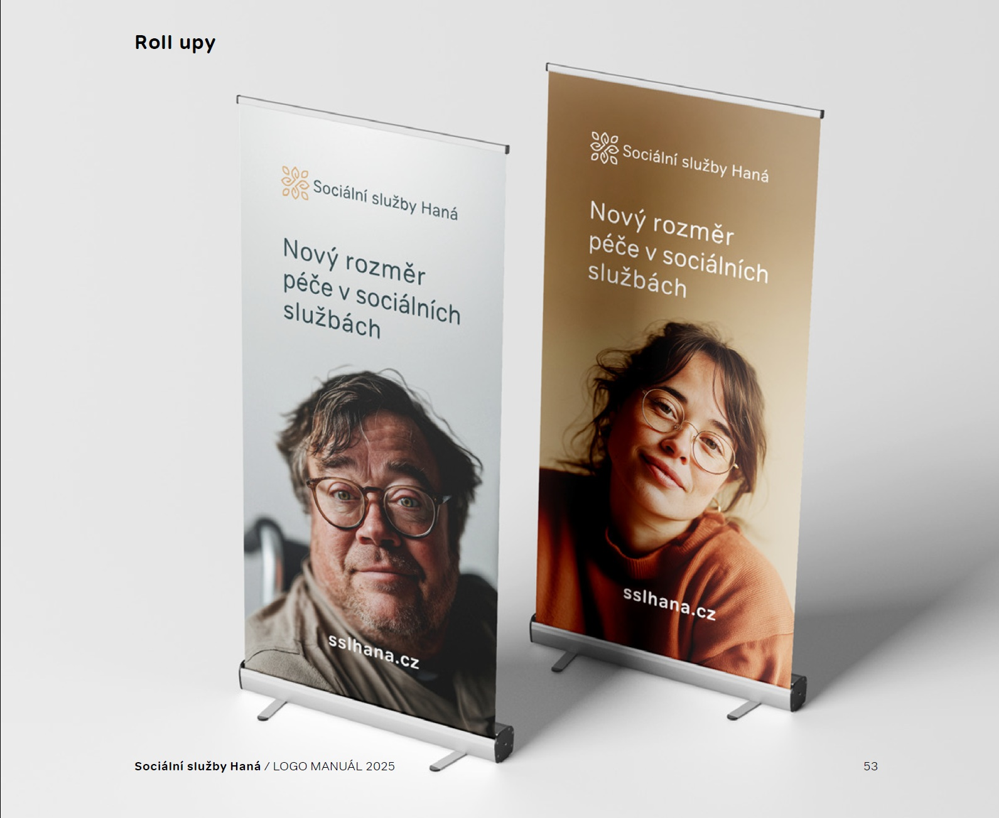 Roll upy
Sociální služby Haná
Nový rozměr
péče v sociálních
službách
sslhana.cz
Sociální služby Haná
Nový rozměr
péče v sociálních
službách
sslhana.cz
Sociální služby Haná / LOGO MANUÁL 2025
53